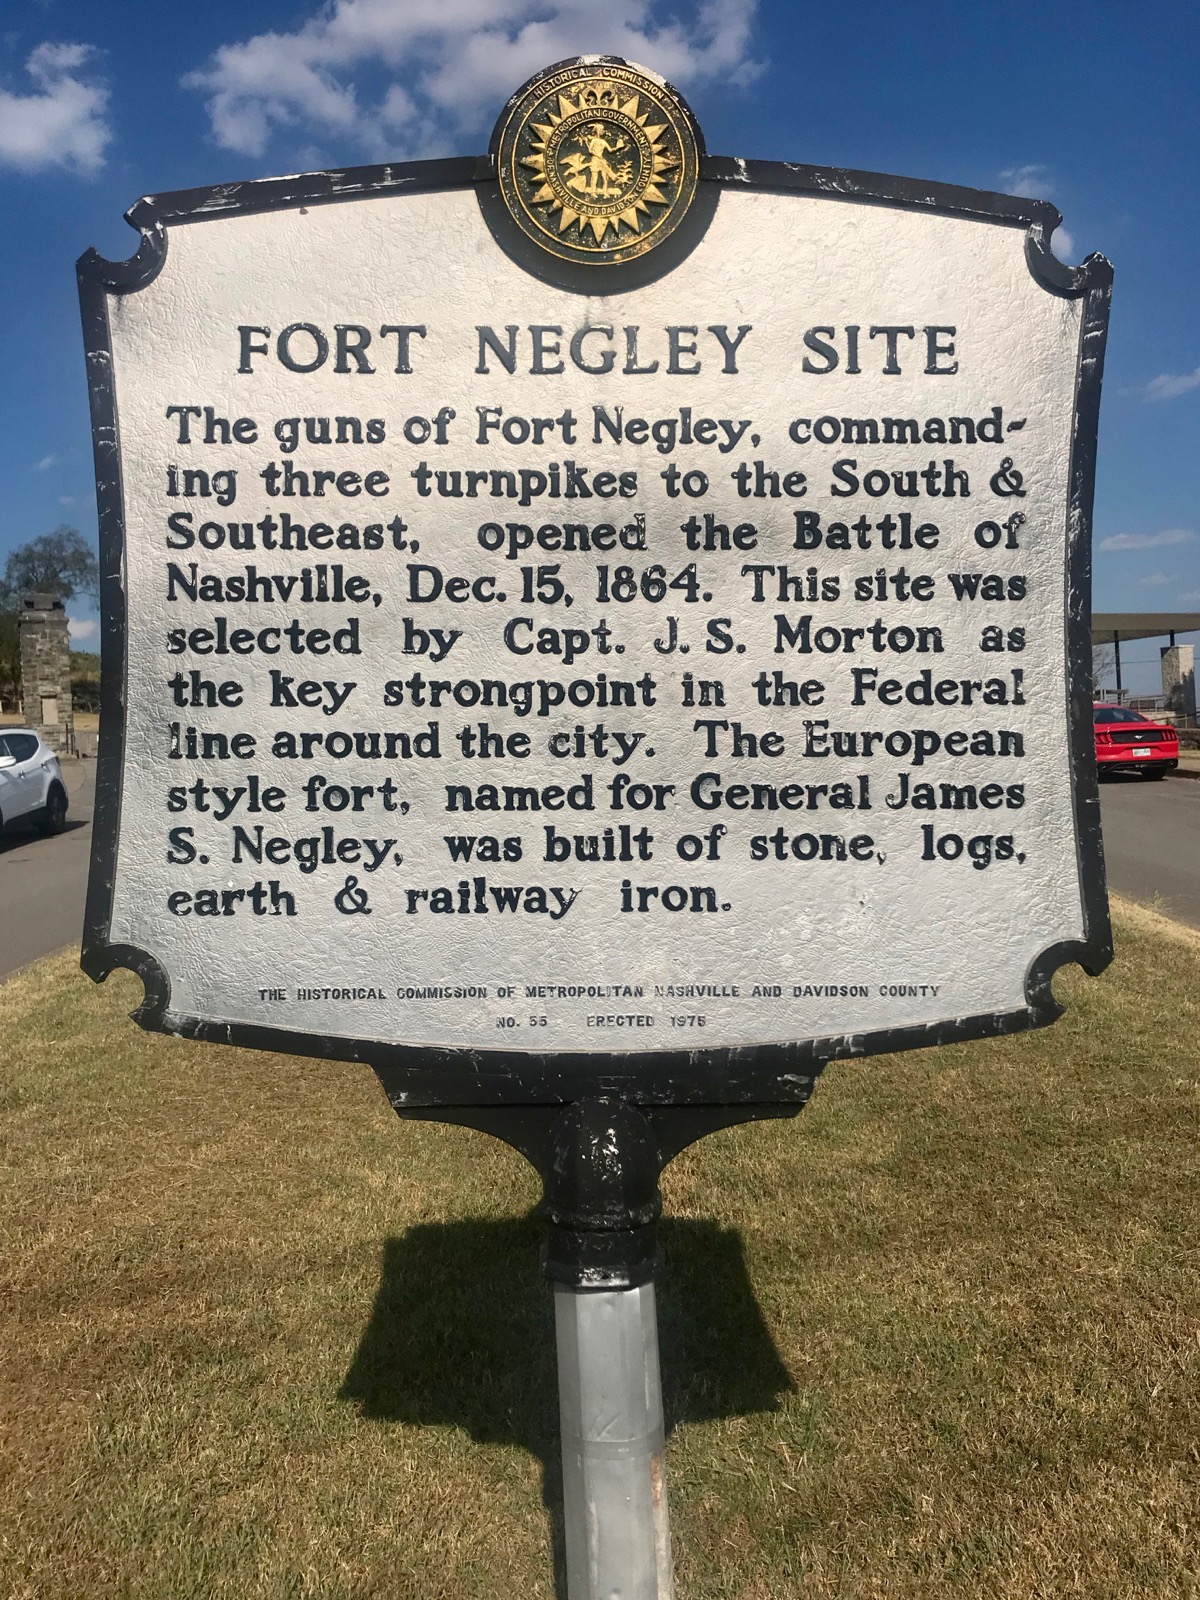 HISTORICAL COMMISSION
METROPOLITAN GOVERNMENT
NASHVILLE AND DAVIDSON COUNTY
FORT NEGLEY SITE
The guns of Fort Negley, command-
ing three turnpikes to the South &
Southeast, opened the Battle of
Nashville, Dec. 15, 1864. This site was
selected by Capt. J. S. Morton as
the key strongpoint in the Federal
line around the city. The European
style fort, named for General James
S. Negley, was built of stone, logs,
earth & railway iron.
THE HISTORICAL COMMISSION OF METROPOLITAN NASHVILLE AND DAVIDSON COUNTY
NO. 55 ERECTED 1975